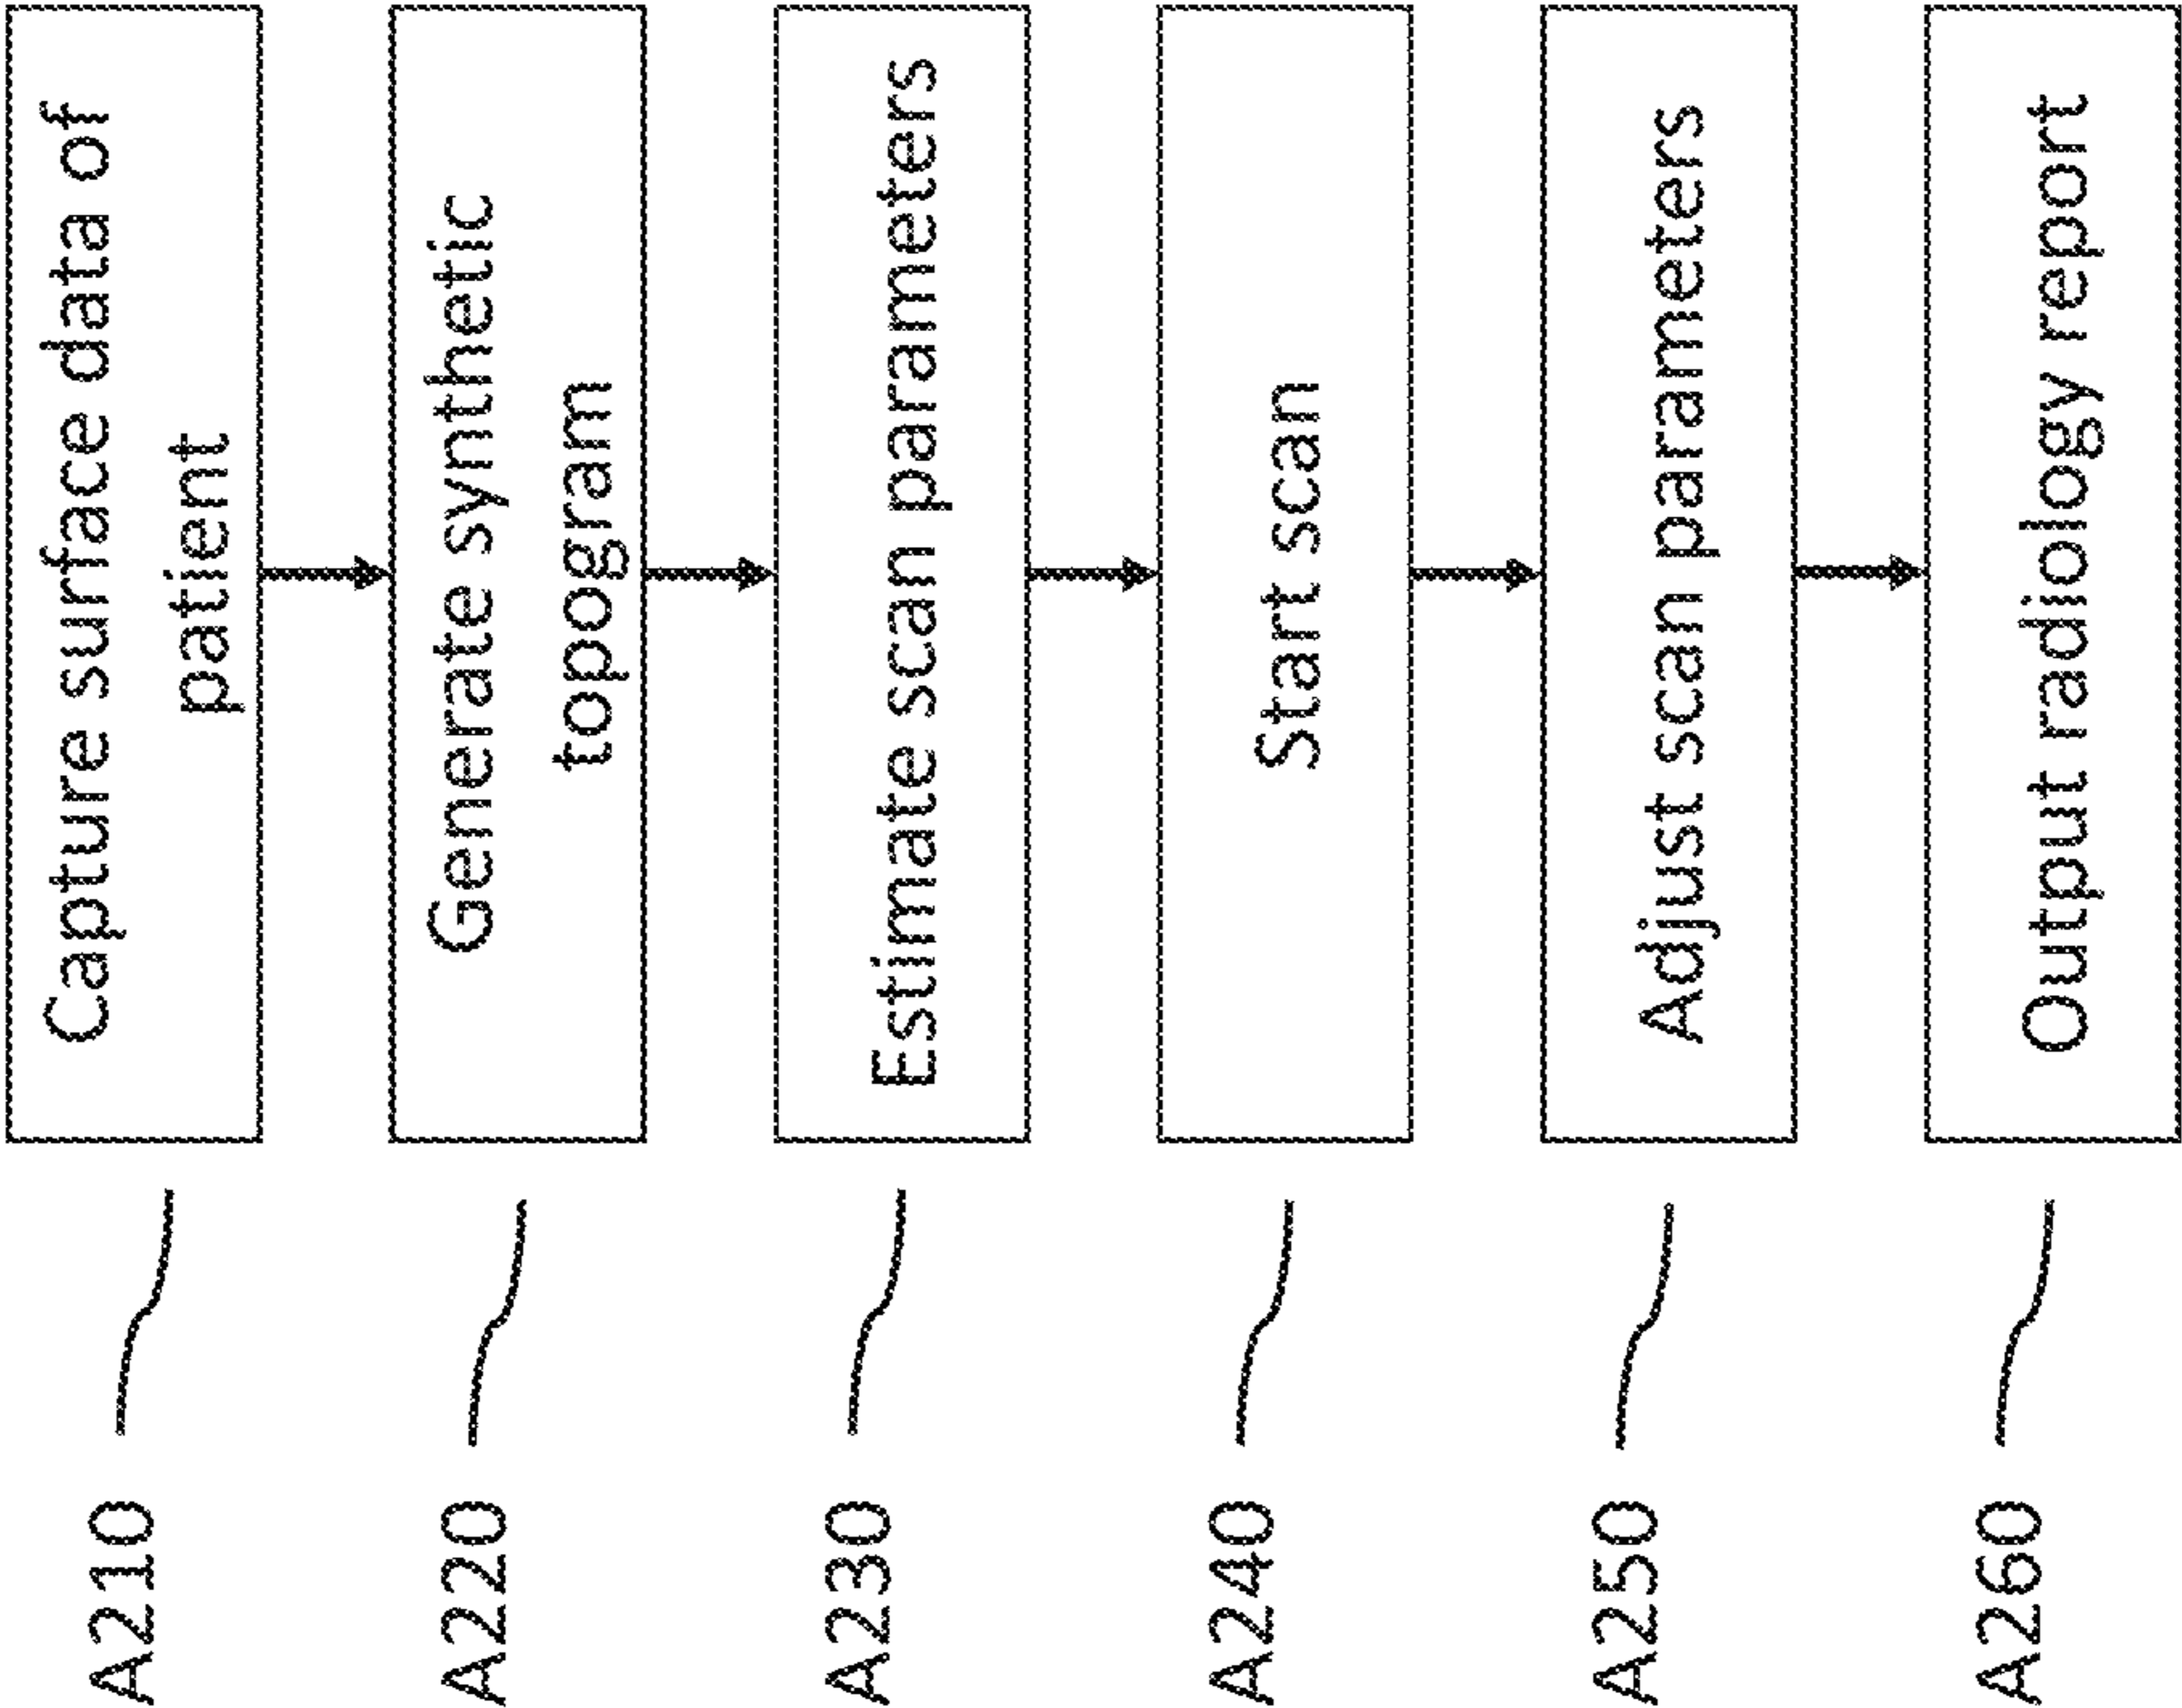 A210
Capture surface data of
patient
A220
Generate synthetic
topogram
A230
Estimate scan parameters
A240
Start scan
A250
Adjust scan parameters
A260
Output radiology report